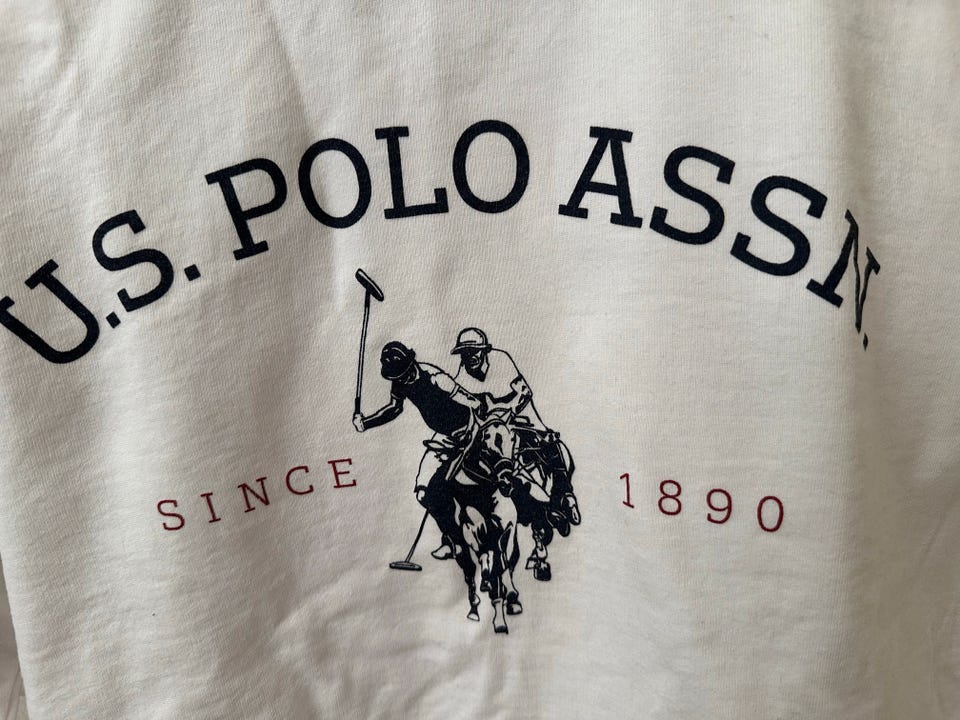 U.S. POLO ASSN.
SINCE 1890